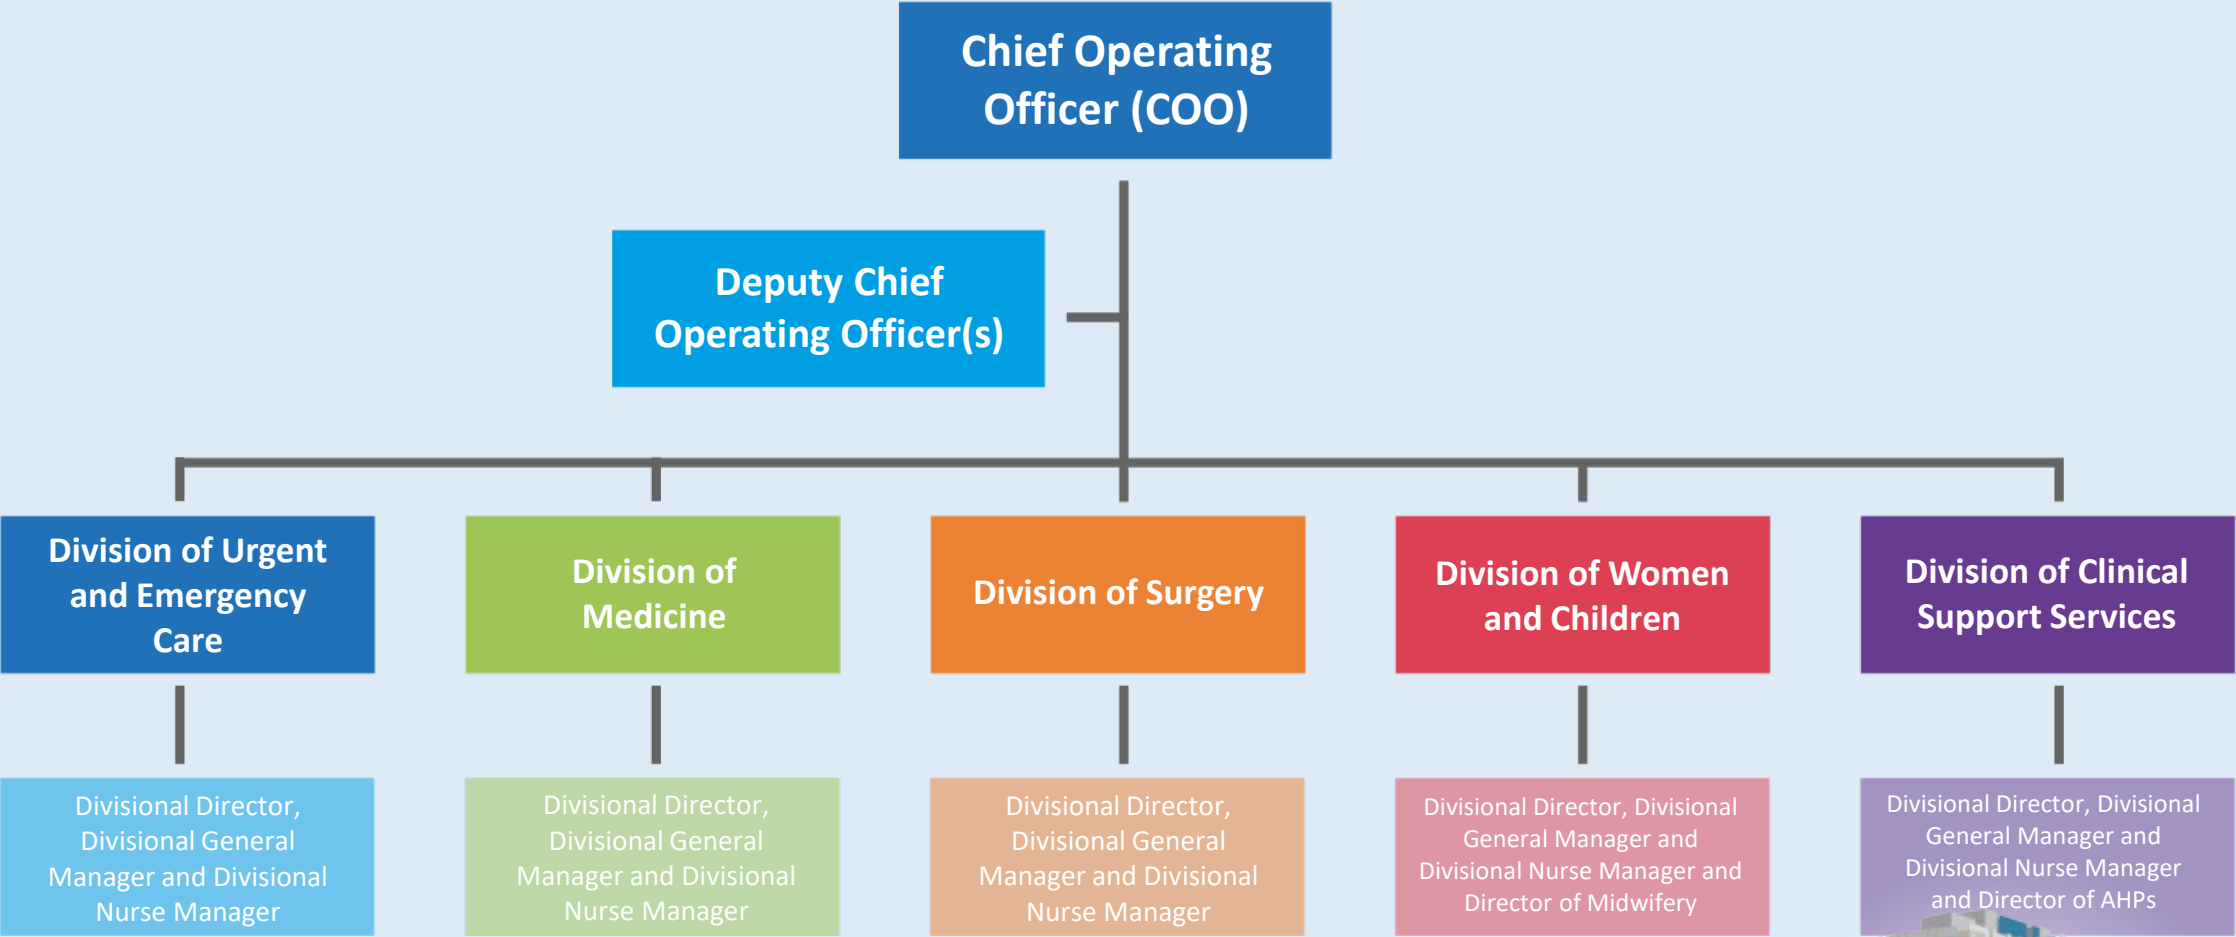 Chief Operating
Officer (COO)
Deputy Chief
Operating Officer(s)
Division of Urgent
and Emergency
Care
Division of
Medicine
Division of Surgery
Division of Women
and Children
Division of Clinical
Support Services
Divisional Director,
Divisional General
Manager and Divisional
Nurse Manager
Divisional Director,
Divisional General
Manager and Divisional
Nurse Manager
Divisional Director,
Divisional General
Manager and Divisional
Nurse Manager
Divisional Director, Divisional
General Manager and
Divisional Nurse Manager and
Director of Midwifery
Divisional Director, Divisional
General Manager and
Divisional Nurse Manager
and Director of AHPs